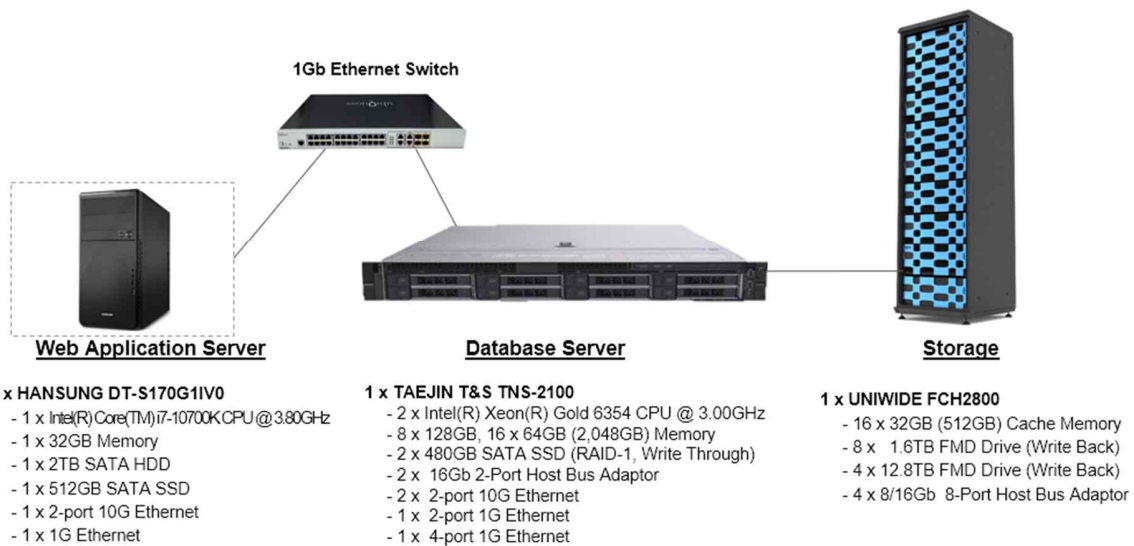 1Gb Ethernet Switch
Web Application Server
x HANSUNG DT-S170G1IV0
- 1 x Intel(R) Core(TM) i7-10700K CPU @ 3.80GHz
- 1 x 32GB Memory
- 1 x 2TB SATA HDD
- 1 x 512GB SATA SSD
- 1 x 2-port 10G Ethernet
- 1 x 1G Ethernet
Database Server
1 x TAEJIN T&S TNS-2100
- 2 x Intel(R) Xeon(R) Gold 6354 CPU @ 3.00GHz
- 8 x 128GB, 16 x 64GB (2,048GB) Memory
- 2 x 480GB SATA SSD (RAID-1, Write Through)
- 2 x 16Gb 2-Port Host Bus Adaptor
- 2 x 2-port 10G Ethernet
- 1 x 2-port 1G Ethernet
- 1 x 4-port 1G Ethernet
Storage
1 x UNIWIDE FCH2800
- 16 x 32GB (512GB) Cache Memory
- 8 x 1.6TB FMD Drive (Write Back)
- 4 x 12.8TB FMD Drive (Write Back)
- 4 x 8/16Gb 8-Port Host Bus Adaptor